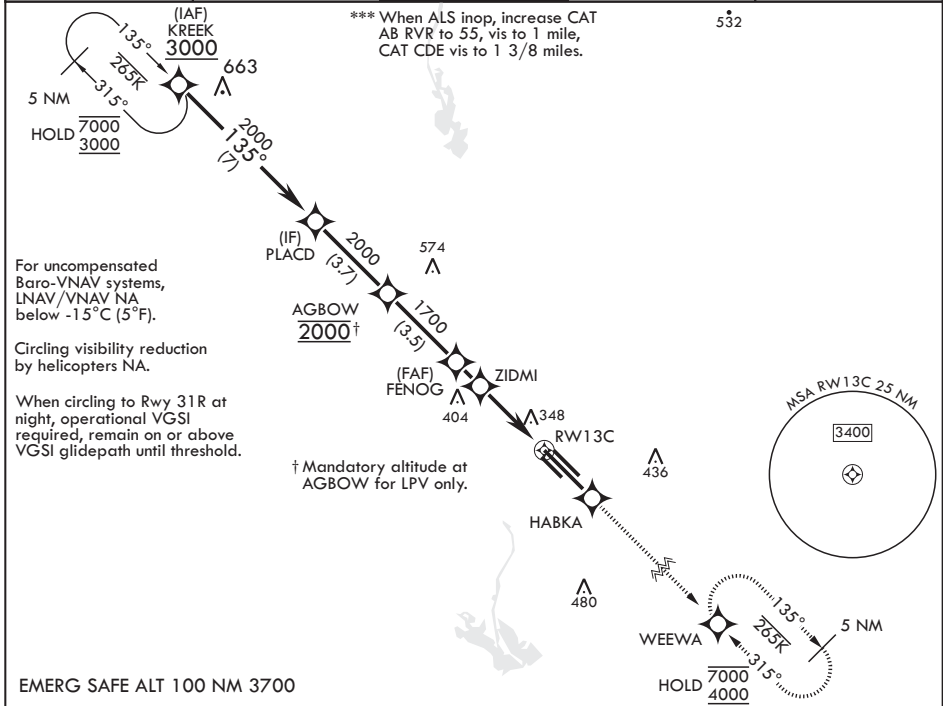 (IAF)
KREEK
3000
135°
265K
315°
5 NM
HOLD 7000
3000
663
*** When ALS inop, increase CAT
AB RVR to 55, vis to 1 mile,
CAT CDE vis to 1 3/8 miles.
532
2000
135°
(7)
(IF)
PLACD
2000
(3.7)
574
For uncompensated
Baro-VNAV systems,
LNAV/VNAV NA
below -15°C (5°F).
Circling visibility reduction
by helicopters NA.
When circling to Rwy 31R at
night, operational VGSI
required, remain on or above
VGSI glidepath until threshold.
AGBOW
2000†
1700
(3.5)
(FAF)
FENOG
ZIDMI
404
348
RW13C
436
† Mandatory altitude at
AGBOW for LPV only.
HABKA
MSA RW13C 25 NM
3400
480
WEEWA
135°
265K
315°
5 NM
HOLD 7000
4000
EMERG SAFE ALT 100 NM 3700